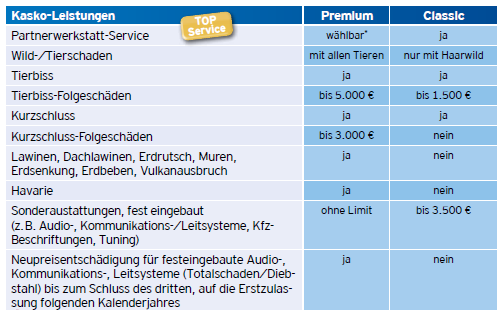 Kasko-Leistungen TOP Service Premium Classic
Partnerwerkstatt-Service wählbar* ja
Wild-/Tierschaden mit allen Tieren nur mit Haarwild
Tierbiss ja ja
Tierbiss-Folgeschäden bis 5.000 € bis 1.500 €
Kurzschluss ja ja
Kurzschluss-Folgeschäden bis 3.000 € nein
Lawinen, Dachlawinen, Erdrutsch, Muren, ja nein
Erdsenkung, Erdbeben, Vulkanausbruch
Havarie ja nein
Sonderaustattungen, fest eingebaut ohne Limit bis 3.500 €
(z. B. Audio-, Kommunikations-/Leitsysteme, Kfz-
Beschriftungen, Tuning)
Neupreisentschädigung für festeingebaute Audio-, ja nein
Kommunikations-, Leitsysteme (Totalschaden/Dieb-
stahl) bis zum Schluss des dritten, auf die Erstzulas-
sung folgenden Kalenderjahres